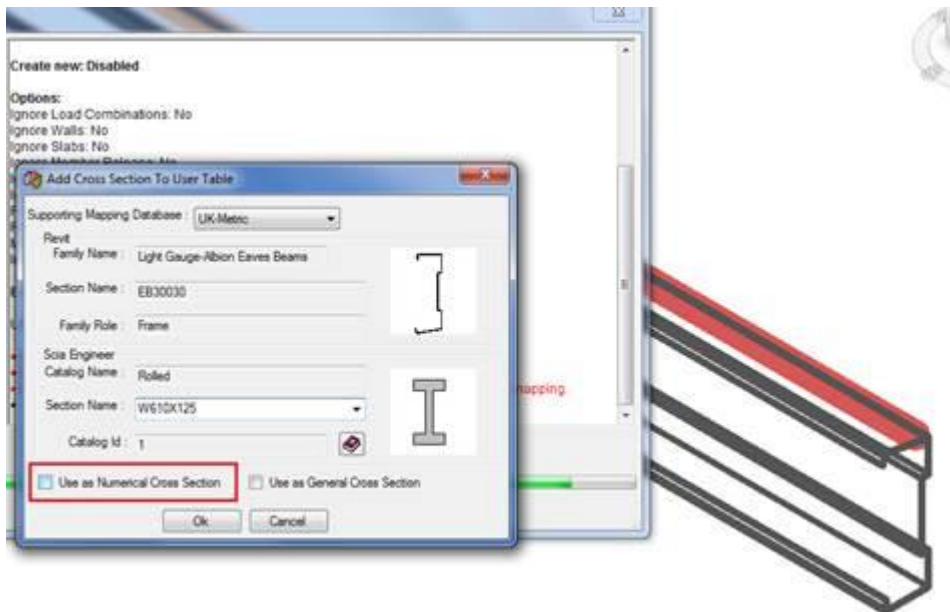 Create new: Disabled
Options:
Ignore Load Combinations: No
Ignore Walls: No
Ignore Slabs: No
Add Cross Section To User Table
Supporting Mapping Database : UK-Metric
Revit
Family Name : Light Gauge-Albion Eaves Beams
Section Name : EB30030
Family Role : Frame
Scia Engineer
Catalog Name Rolled
Section Name : W610X125
mapping.
Catalog Id : 1
Use as Numerical Cross Section Use as General Cross Section
Ok Cancel